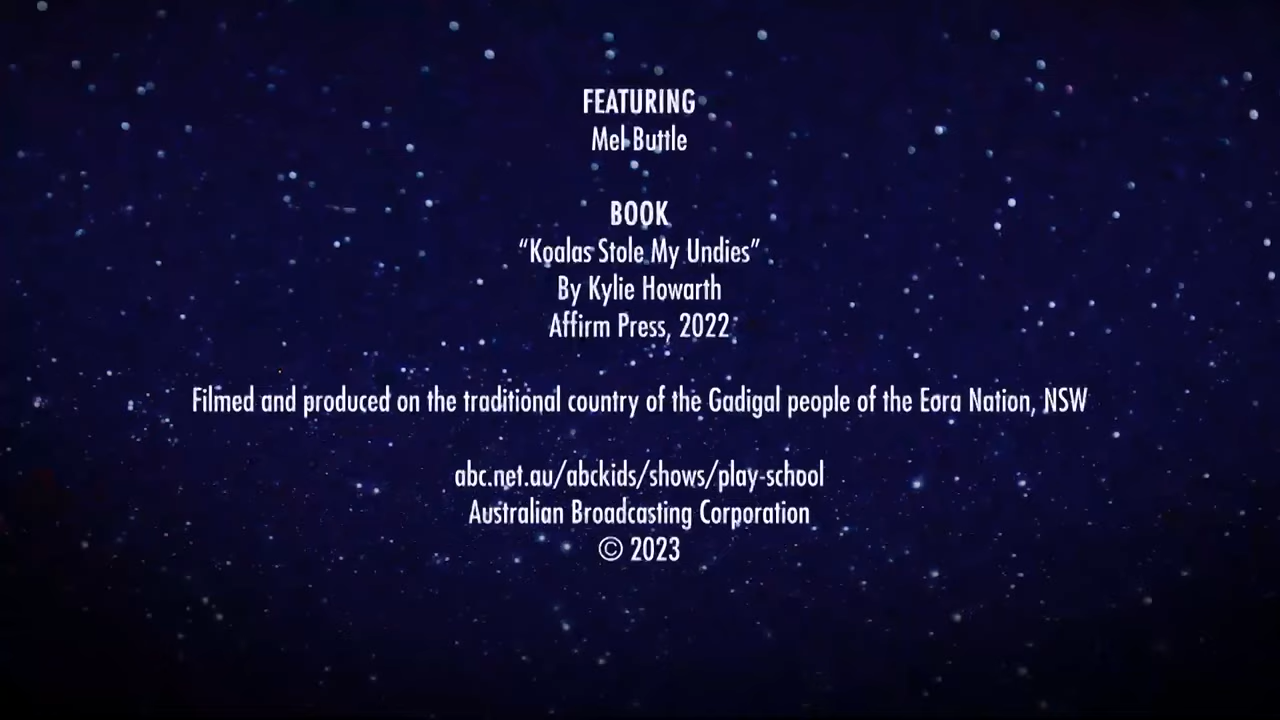 FEATURING
Mel Buttle
BOOK
“Koalas Stole My Undies”
By Kylie Howarth
Affirm Press, 2022
Filmed and produced on the traditional country of the Gadigal people of the Eora Nation, NSW
abc.net.au/abckids/shows/play-school
Australian Broadcasting Corporation
© 2023